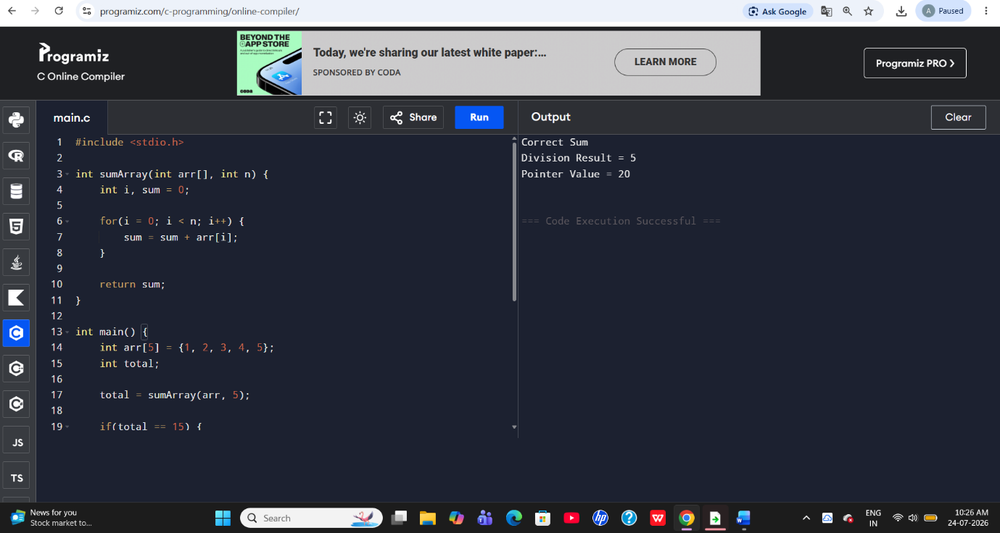 programiz.com/c-programming/online-compiler/
Ask Google
A
Paused
Programiz
C Online Compiler
BEYOND THE
APP STORE
Today, we're sharing our latest white paper:...
SPONSORED BY CODA
CODA
LEARN MORE
Programiz PRO >
main.c
Share
Run
Output
Clear
1 #include <stdio.h>
2
3 int sumArray(int arr[], int n) {
4     int i, sum = 0;
5
6     for(i = 0; i < n; i++) {
7         sum = sum + arr[i];
8     }
9
10     return sum;
11 }
12
13 int main() {
14     int arr[5] = {1, 2, 3, 4, 5};
15     int total;
16
17     total = sumArray(arr, 5);
18
19     if(total == 15) {
Correct Sum
Division Result = 5
Pointer Value = 20
=== Code Execution Successful ===
R
5
C
C
C
JS
TS
News for you
Stock market to...
Search
hp
?
W
W
ENG
IN
10:26 AM
24-07-2026